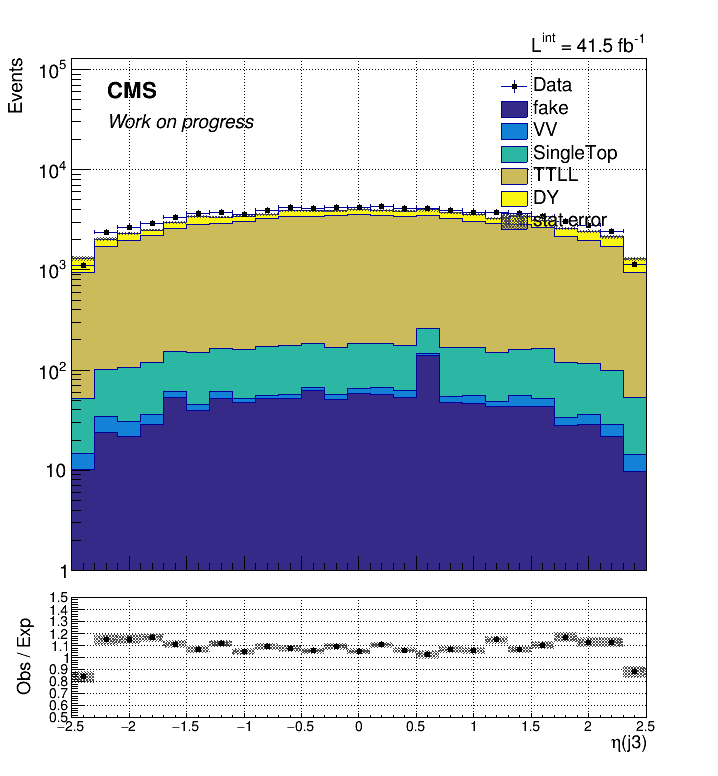 L^int = 41.5 fb^-1
Events
10^5
10^4
10^3
10^2
10
1
CMS
Work on progress
Data
fake
VV
SingleTop
TTLL
DY
stat error
Obs / Exp
1.5
1.4
1.3
1.2
1.1
1
0.9
0.8
0.7
0.6
0.5
−2.5 −2 −1.5 −1 −0.5 0 0.5 1 1.5 2 2.5
η(j3)